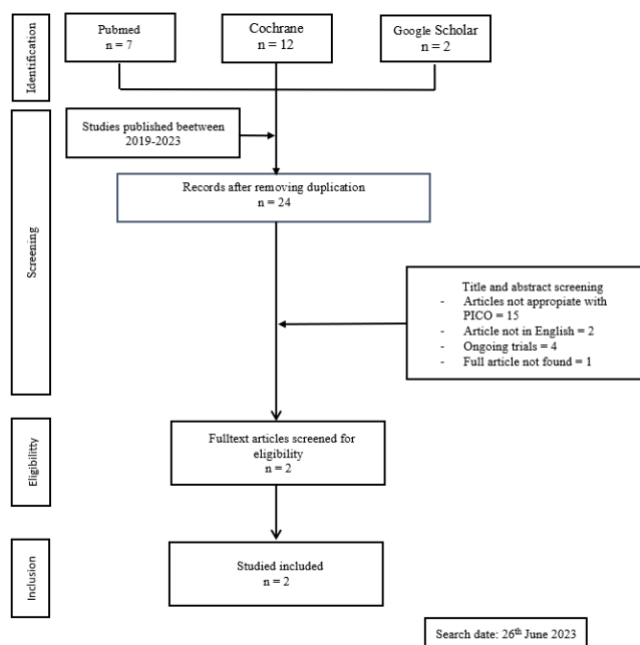 Identification
Pubmed
n = 7
Cochrane
n = 12
Google Scholar
n = 2
Screening
Studies published beetween
2019-2023
Records after removing duplication
n = 24
Title and abstract screening
- Articles not appropiate with
PICO = 15
- Article not in English = 2
- Ongoing trials = 4
- Full article not found = 1
Eligibilitty
Fulltext articles screened for
eligibility
n = 2
Inclusion
Studied included
n = 2
Search date: 26th June 2023